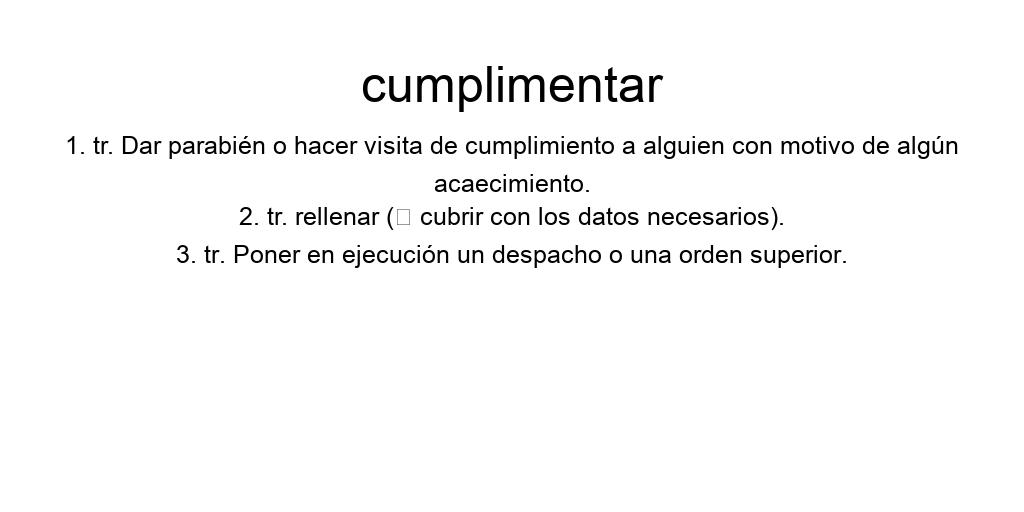 cumplimentar
1. tr. Dar parabién o hacer visita de cumplimiento a alguien con motivo de algún
acaecimiento.
2. tr. rellenar (□ cubrir con los datos necesarios).
3. tr. Poner en ejecución un despacho o una orden superior.